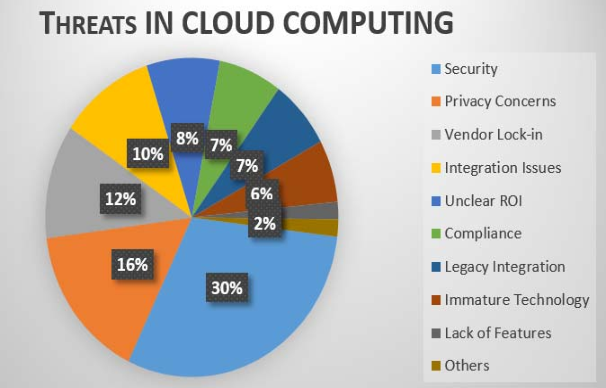 THREATS IN CLOUD COMPUTING
8%
7%
10%
7%
6%
12%
2%
16%
30%
Security
Privacy Concerns
Vendor Lock-in
Integration Issues
Unclear ROI
Compliance
Legacy Integration
Immature Technology
Lack of Features
Others